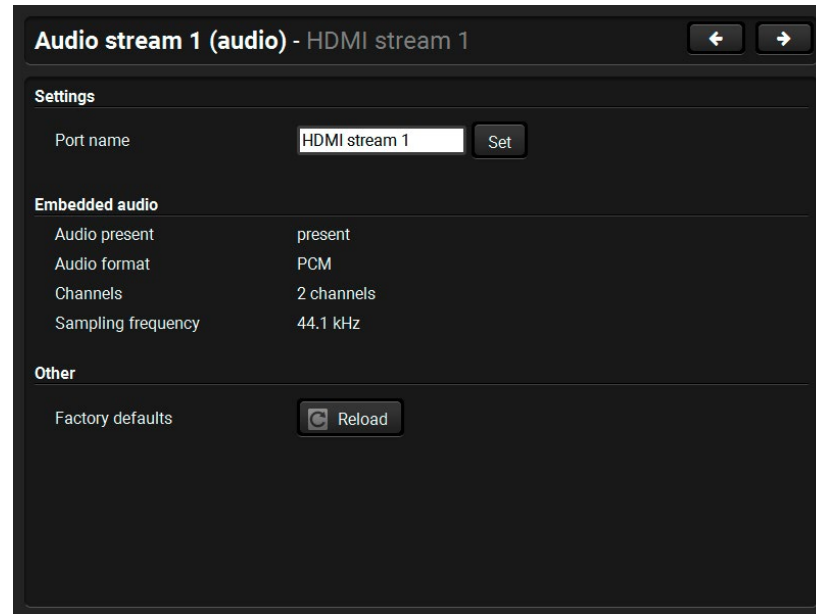 Audio stream 1 (audio) - HDMI stream 1
Settings
Port name HDMI stream 1 Set
Embedded audio
Audio present present
Audio format PCM
Channels 2 channels
Sampling frequency 44.1 kHz
Other
Factory defaults Reload